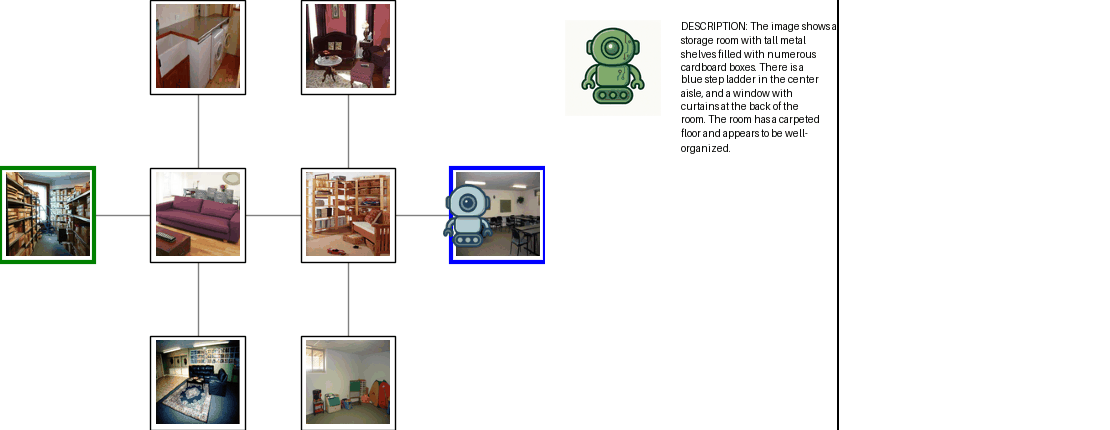 DESCRIPTION: The image shows a
storage room with tall metal
shelves filled with numerous
cardboard boxes. There is a
blue step ladder in the center
aisle, and a window with
curtains at the back of the
room. The room has a carpeted
floor and appears to be well-
organized.